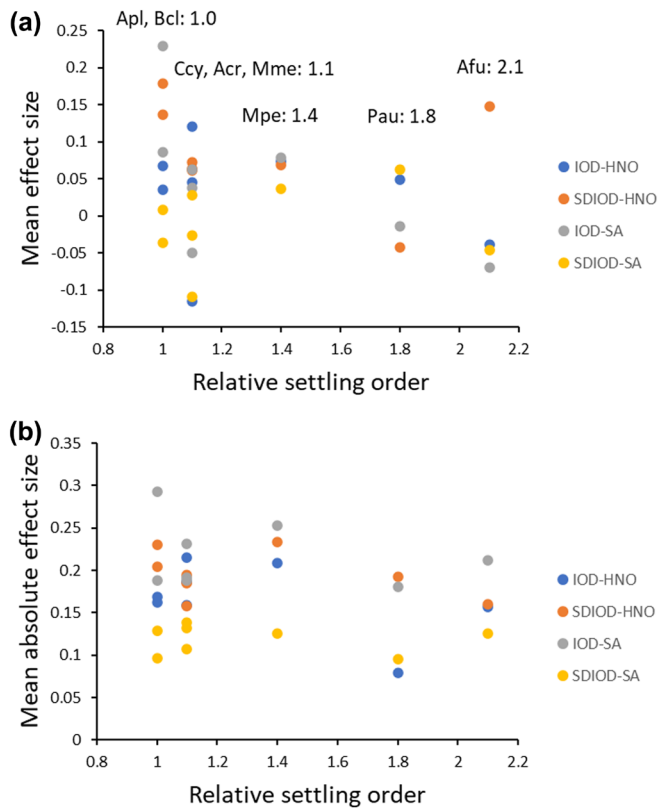 (a)
Apl, Bcl: 1.0
Ccy, Acr, Mme: 1.1
Afu: 2.1
Mpe: 1.4
Pau: 1.8
0.25
0.2
0.15
0.1
0.05
0
-0.05
-0.1
-0.15
Mean effect size
0.8 1 1.2 1.4 1.6 1.8 2 2.2
Relative settling order
IOD-HNO
SDIOD-HNO
IOD-SA
SDIOD-SA
(b)
0.35
0.3
0.25
0.2
0.15
0.1
0.05
0
Mean absolute effect size
0.8 1 1.2 1.4 1.6 1.8 2 2.2
Relative settling order
IOD-HNO
SDIOD-HNO
IOD-SA
SDIOD-SA